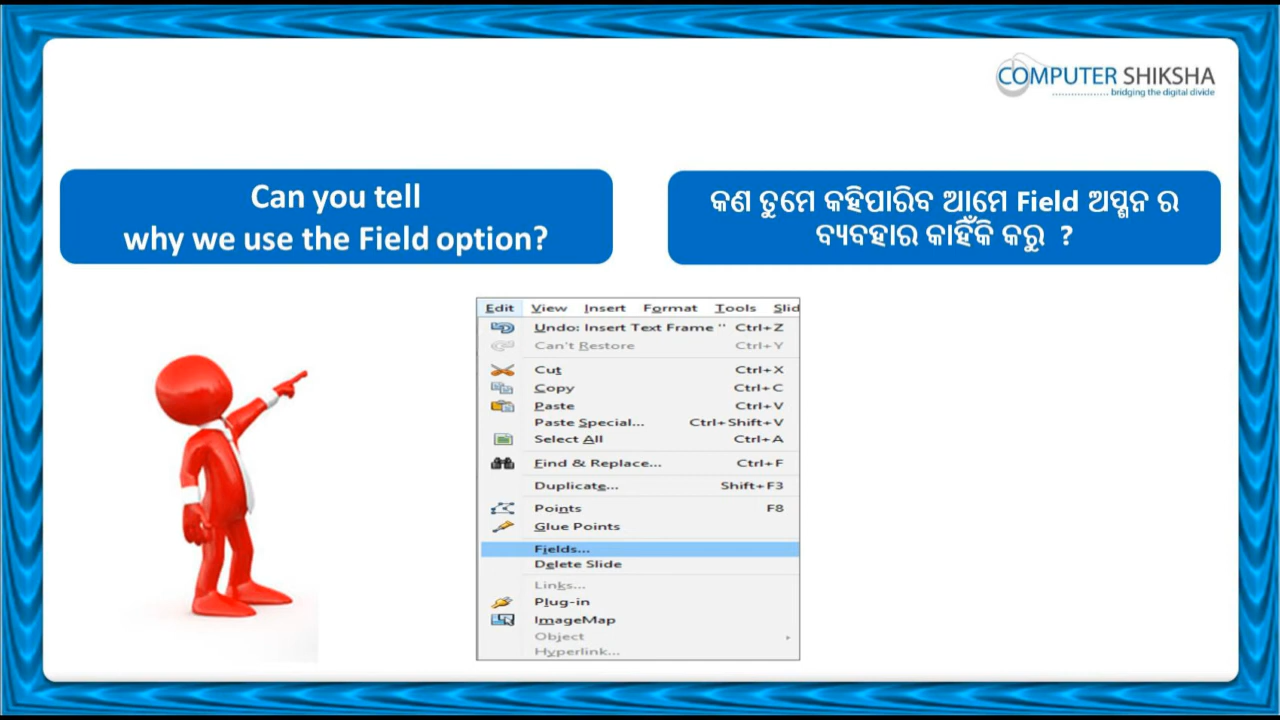 COMPUTER SHIKSHA
bridging the digital divide
Can you tell
why we use the Field option?
କଣ ତୁମେ କହିପାରିବ ଆମେ Field ଅପ୍ସନ ର
ବ୍ୟବହାର କାହିଁକି କରୁ ?
Edit View Insert Format Tools Slid
Undo: Insert Text Frame '' Ctrl+Z
Can't Restore Ctrl+Y
Cut Ctrl+X
Copy Ctrl+C
Paste Ctrl+V
Paste Special... Ctrl+Shift+V
Select All Ctrl+A
Find & Replace... Ctrl+F
Duplicate... Shift+F3
Points F8
Glue Points
Fields...
Delete Slide
Links...
Plug-in
ImageMap
Object
Hyperlink...